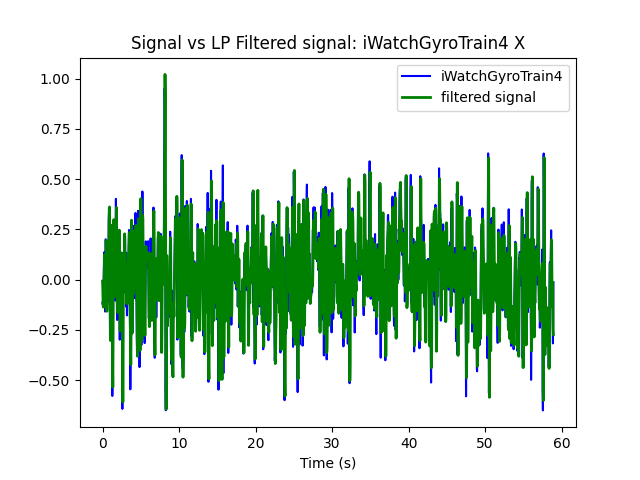 Signal vs LP Filtered signal: iWatchGyroTrain4 X
iWatchGyroTrain4
filtered signal
1.00
0.75
0.50
0.25
0.00
−0.25
−0.50
0 10 20 30 40 50 60
Time (s)